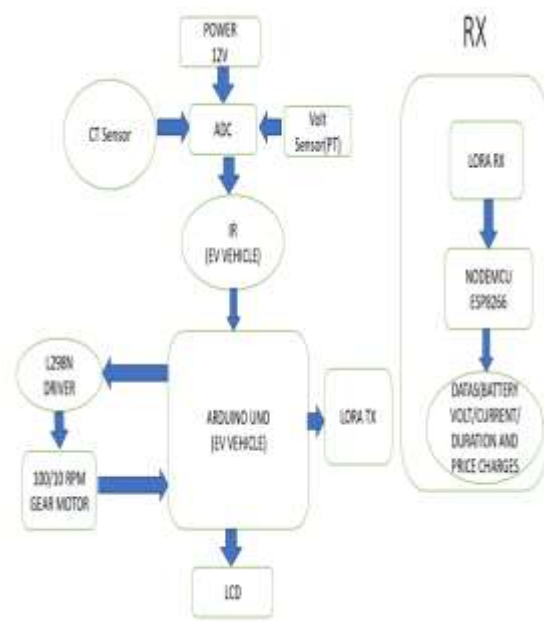 POWER
12V
RX
CT Sensor
ADC
Volt
Sensor(PT)
LORA RX
IR
(EV VEHICLE)
NODEMCU
ESP8266
L298N
DRIVER
ARDUINO UNO
(EV VEHICLE)
LORA TX
DATAS(BATTERY
VOLT/CURRENT/
DURATION AND
PRICE CHARGES
100/10 RPM
GEAR MOTOR
LCD